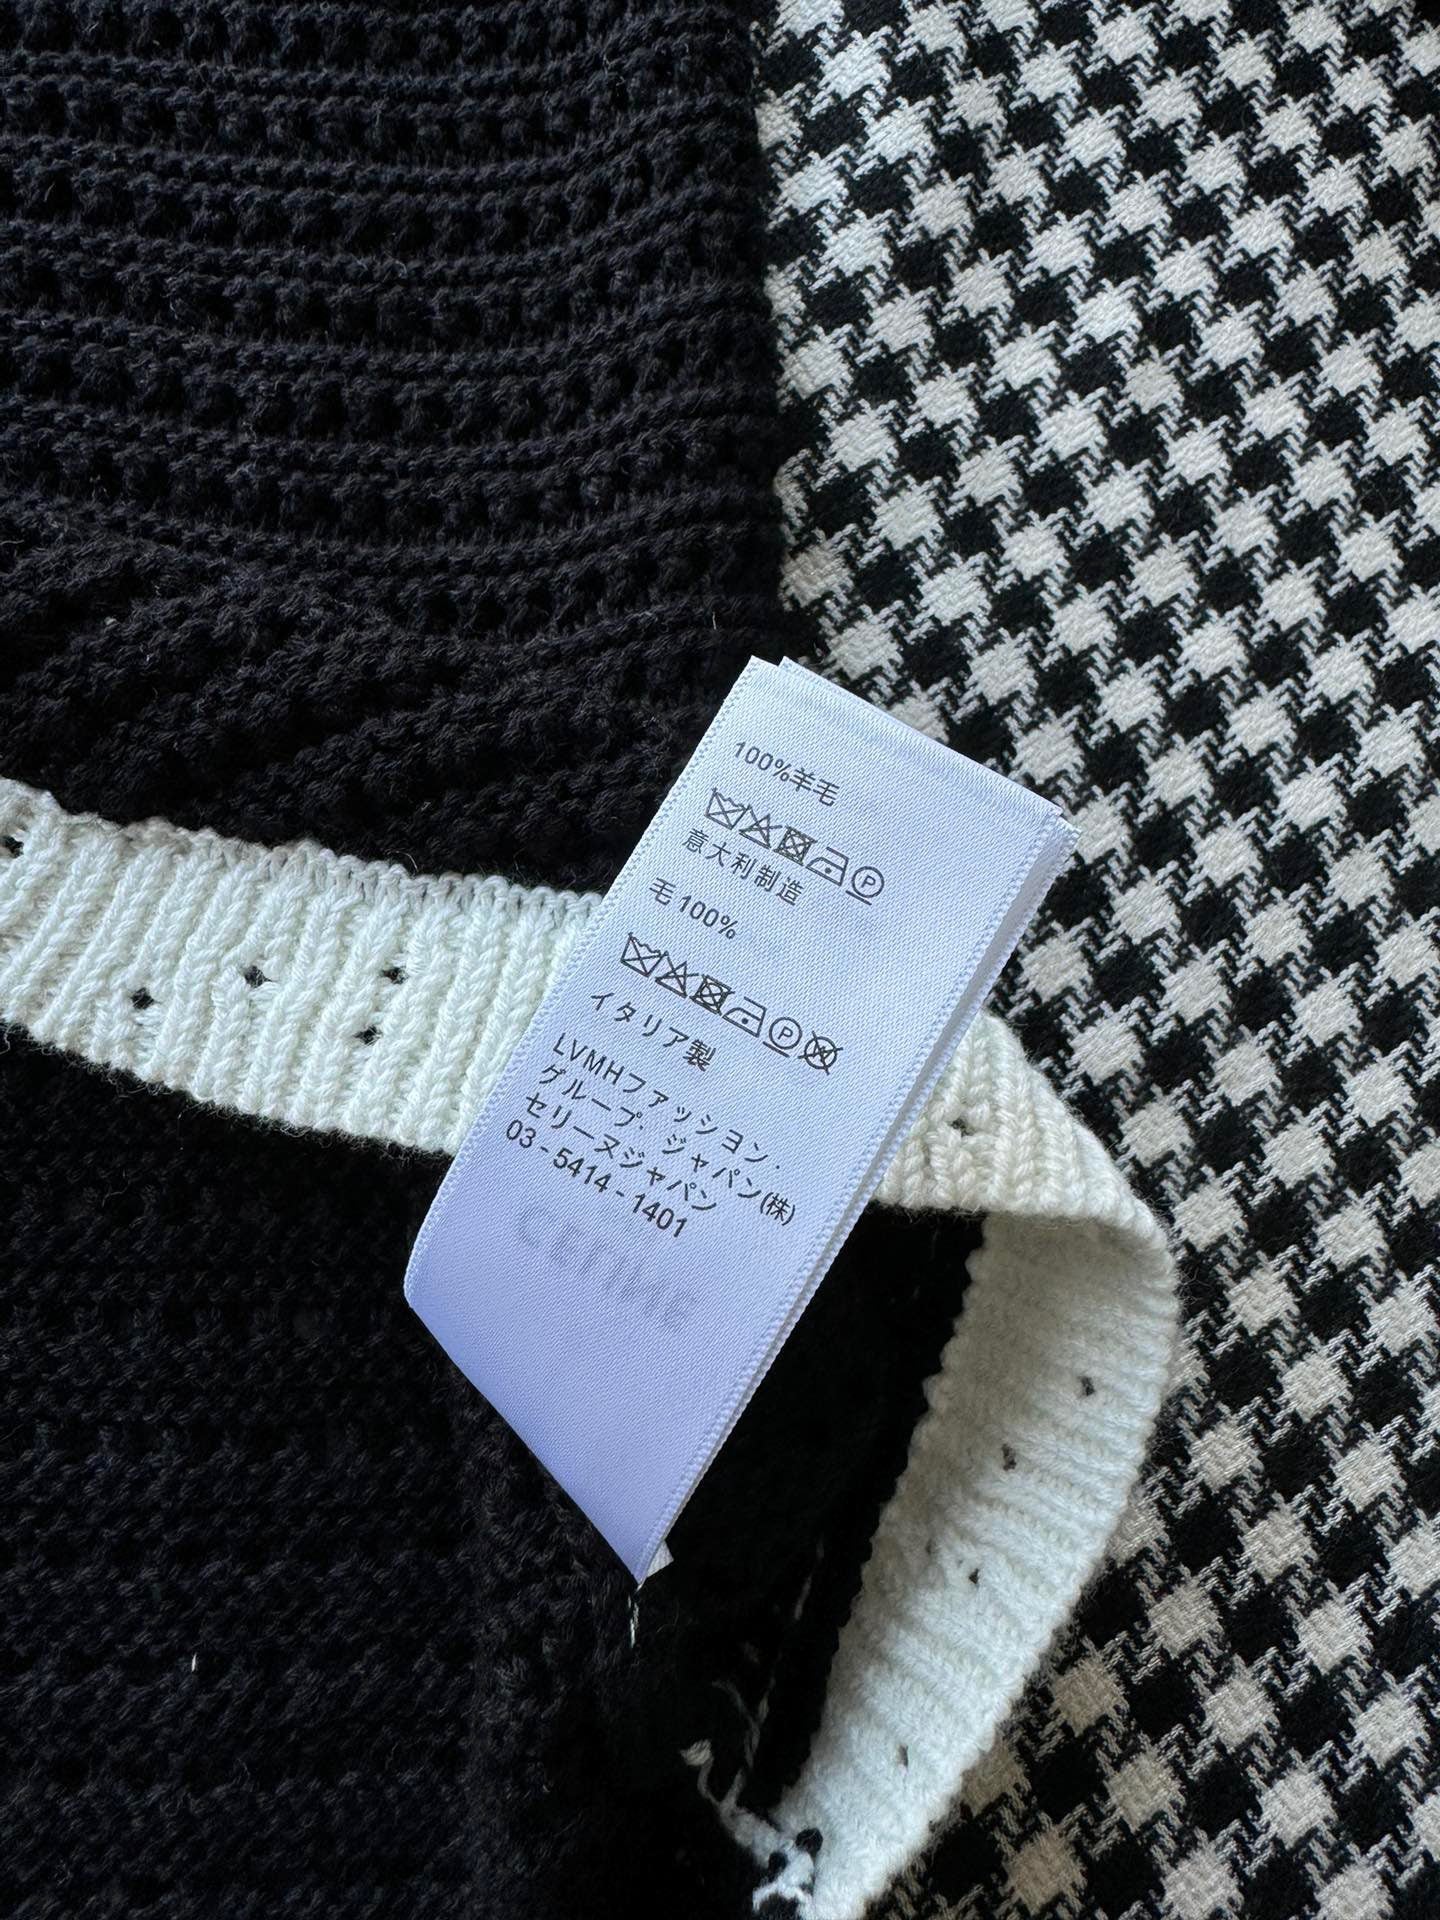 100%羊毛
P
意大利制造
毛 100%
P W
イタリア製
LVMHファッション・
グループ・ジャパン(株)
セリーヌジャパン
03 - 5414 - 1401